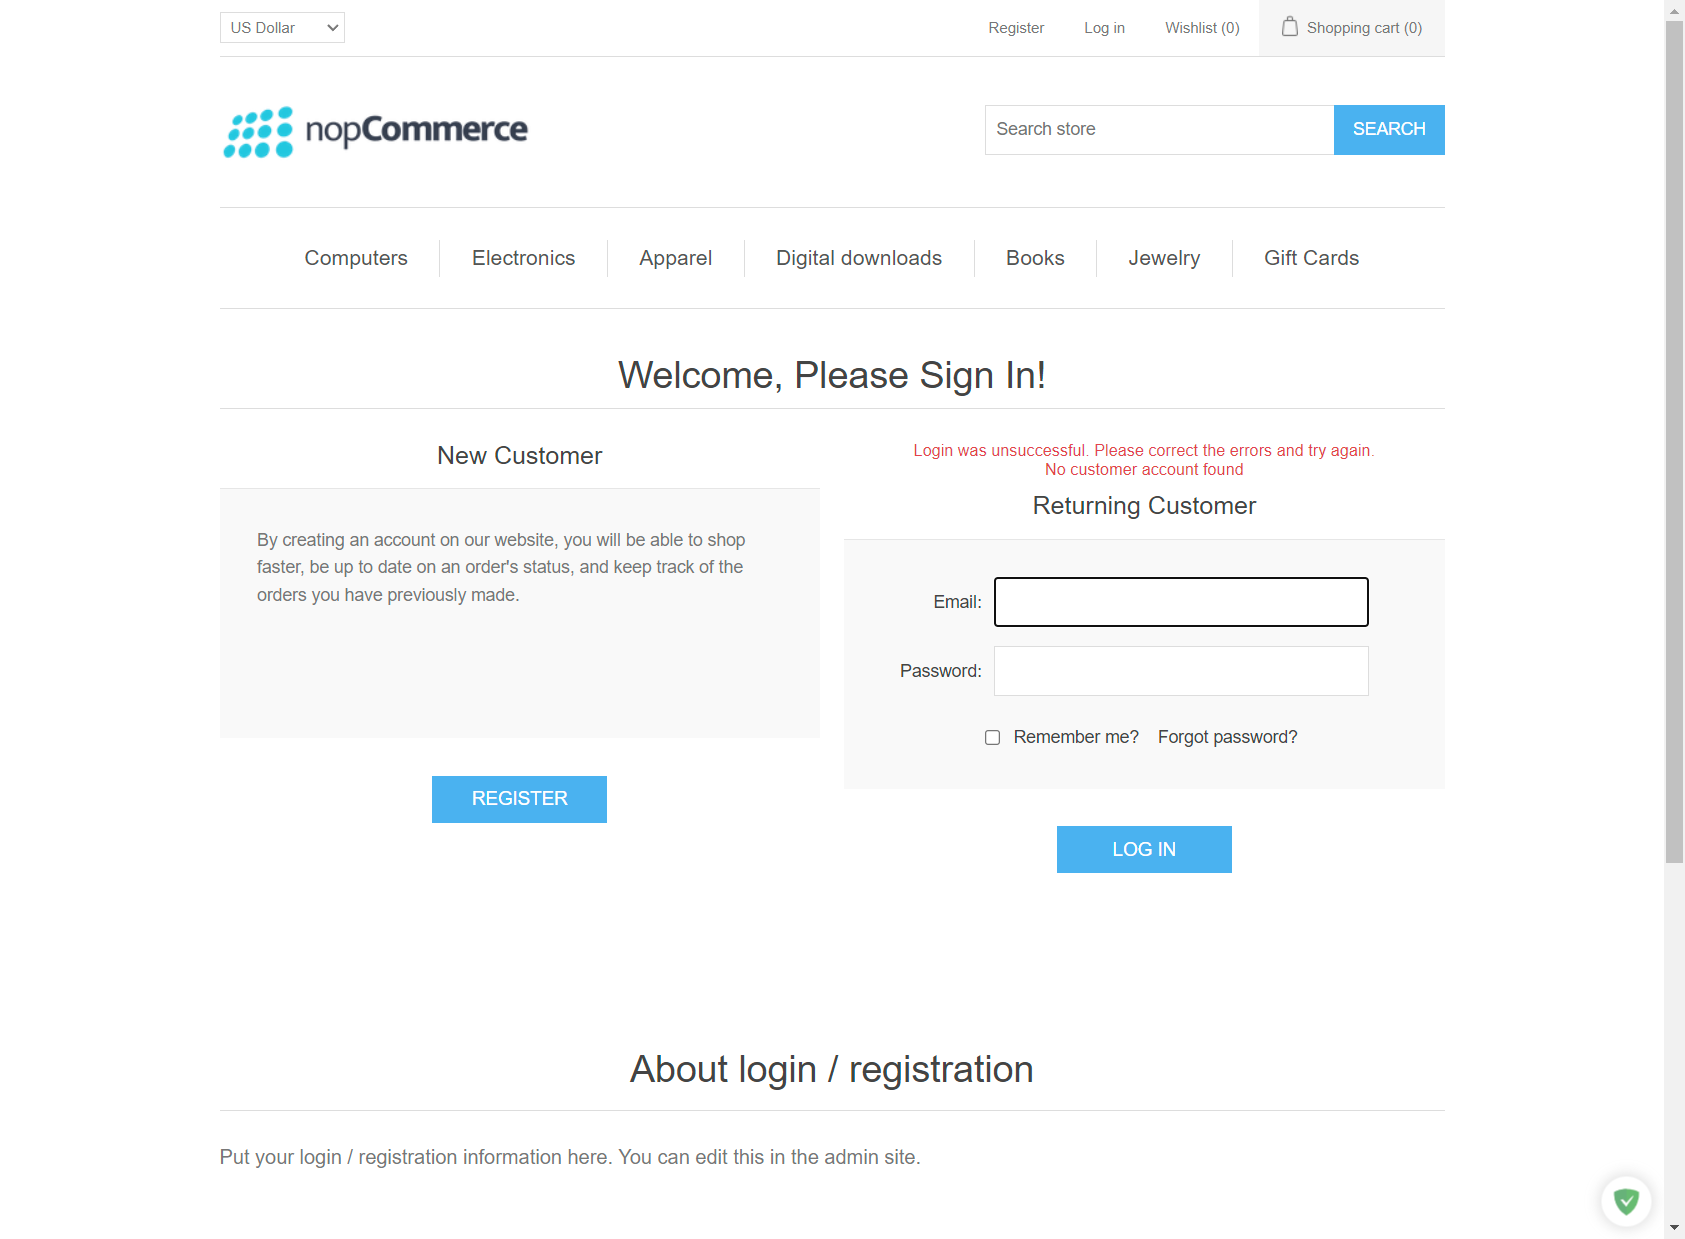 US Dollar
Register
Log in
Wishlist (0)
Shopping cart (0)
nopCommerce
Search store
SEARCH
Computers
Electronics
Apparel
Digital downloads
Books
Jewelry
Gift Cards
Welcome, Please Sign In!
New Customer
By creating an account on our website, you will be able to shop
faster, be up to date on an order's status, and keep track of the
orders you have previously made.
REGISTER
Login was unsuccessful. Please correct the errors and try again.
No customer account found
Returning Customer
Email:
Password:
Remember me?
Forgot password?
LOG IN
About login / registration
Put your login / registration information here. You can edit this in the admin site.